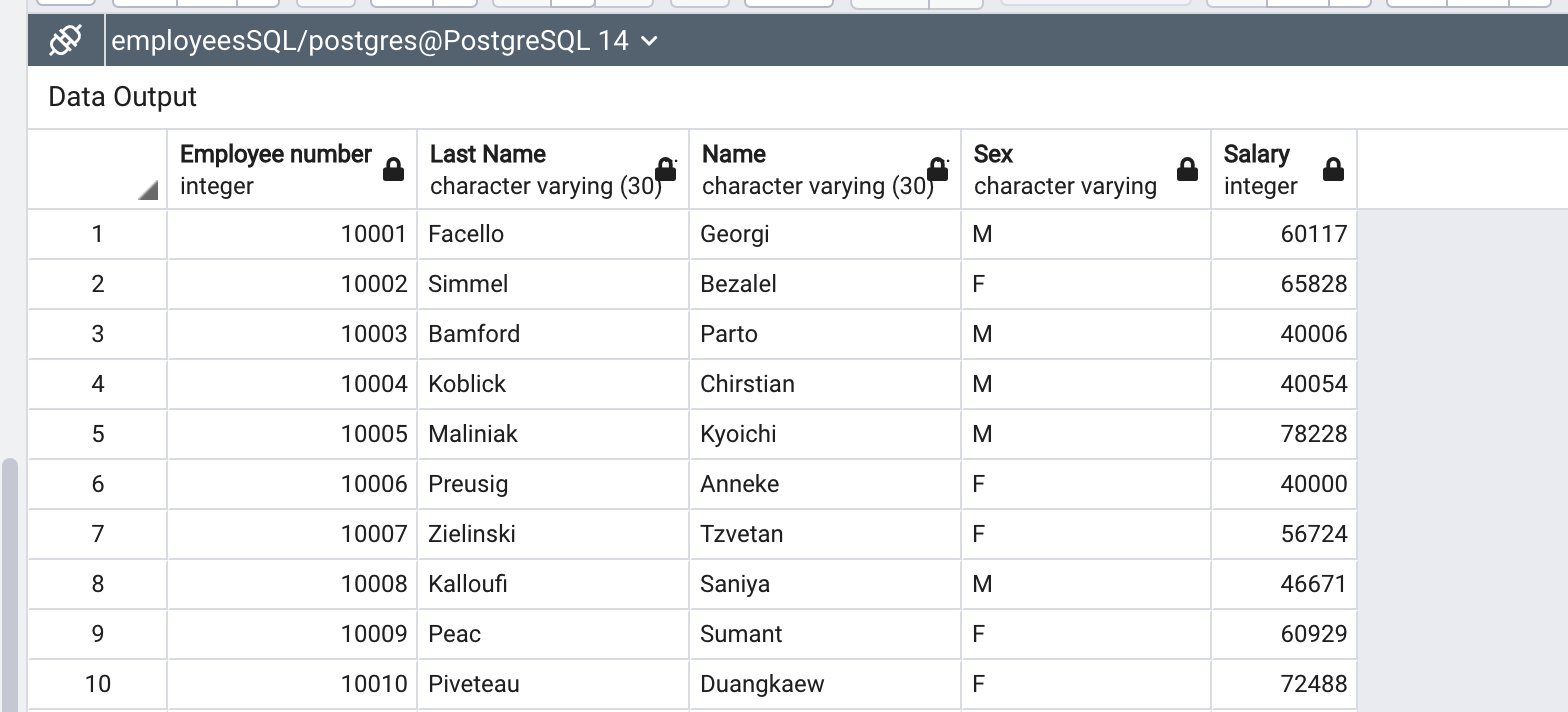 employeesSQL/postgres@PostgreSQL 14
Data Output
Employee number Last Name Name Sex Salary
integer character varying (30) character varying (30) character varying integer
1 10001 Facello Georgi M 60117
2 10002 Simmel Bezalel F 65828
3 10003 Bamford Parto M 40006
4 10004 Koblick Chirstian M 40054
5 10005 Maliniak Kyoichi M 78228
6 10006 Preusig Anneke F 40000
7 10007 Zielinski Tzvetan F 56724
8 10008 Kalloufi Saniya M 46671
9 10009 Peac Sumant F 60929
10 10010 Piveteau Duangkaew F 72488